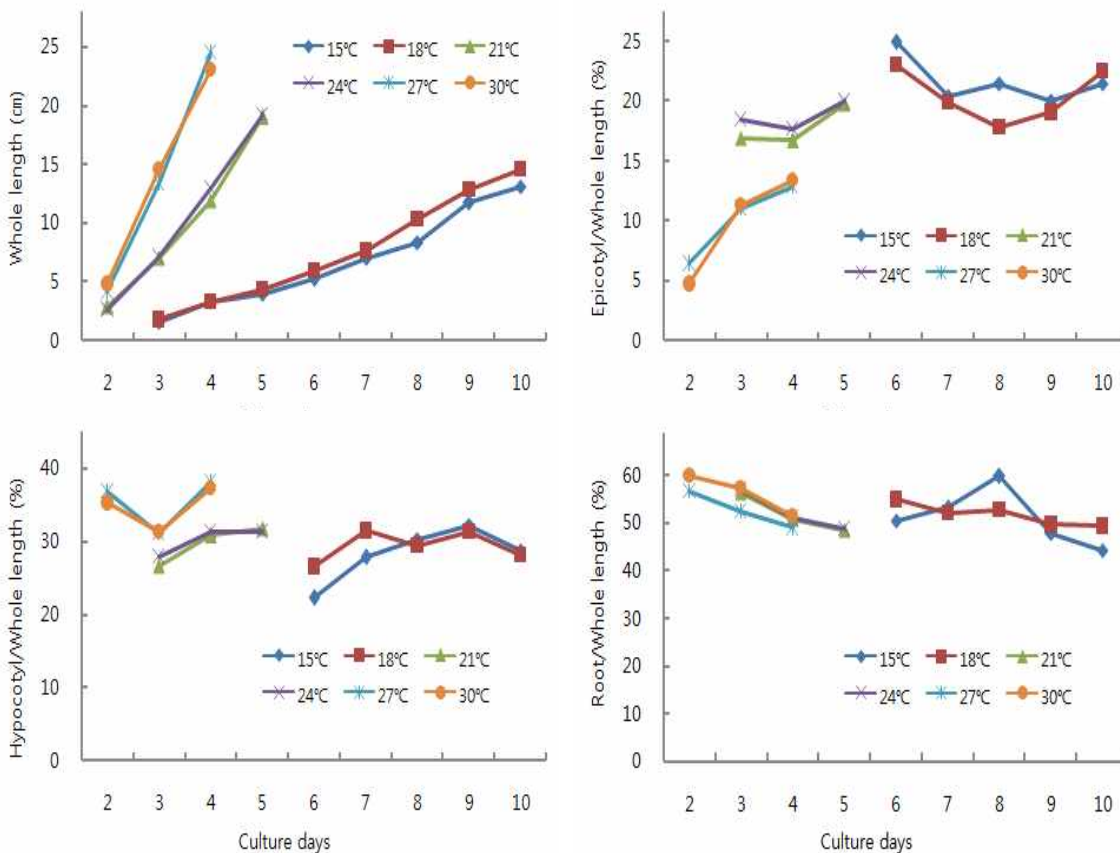 Whole length (cm)
25
20
15
10
5
0
15℃ 18℃ 21℃
24℃ 27℃ 30℃
2 3 4 5 6 7 8 9 10
Epicotyl/Whole length (%)
25
20
15
10
5
0
15℃ 18℃ 21℃
24℃ 27℃ 30℃
2 3 4 5 6 7 8 9 10
Hypocotyl/Whole length (%)
40
30
20
10
0
15℃ 18℃ 21℃
24℃ 27℃ 30℃
2 3 4 5 6 7 8 9 10
Culture days
Root/Whole length (%)
60
50
40
30
20
10
0
15℃ 18℃ 21℃
24℃ 27℃ 30℃
2 3 4 5 6 7 8 9 10
Culture days